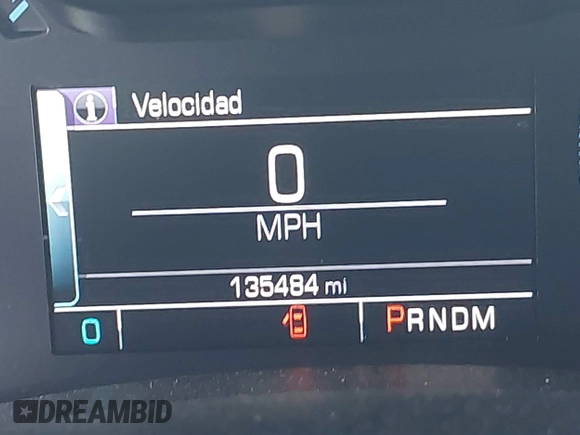 i Velocidad
0
MPH
135484 mi
0 PRNDM
DREAMBID